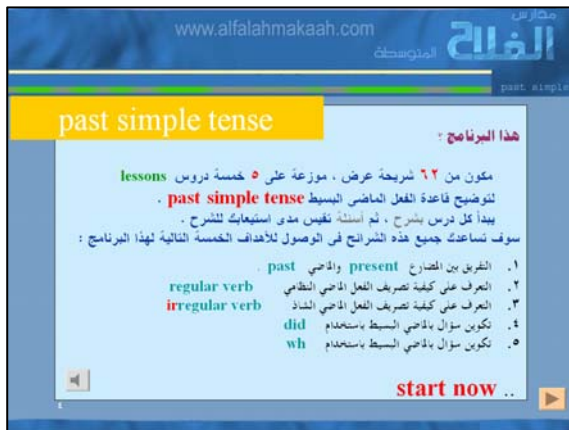 مدارس
الفلاح
المتوسطة
www.alfalahmakaah.com
past simple
past simple tense
هذا البرنامج ؟
مكون من ٦٢ شريحة عرض ، موزعة على ٥ خمسة دروس lessons
لتوضيح قاعدة الفعل الماضى البسيط past simple tense .
يبدأ كل درس بشرح ، ثم أسئلة تقيس مدى استيعابك للشرح .
سوف تساعدك جميع هذه الشرائح فى الوصول للأهداف الخمسة التالية لهذا البرنامج :
١. التفريق بين المضارع present والماضي past .
٢. التعرف على كيفية تصريف الفعل الماضي النظامي regular verb
٣. التعرف على كيفية تصريف الفعل الماضي الشاذ irregular verb
٤. تكوين سؤال بالماضي البسيط باستخدام did
٥. تكوين سؤال بالماضي البسيط باستخدام wh
start now ..
٤